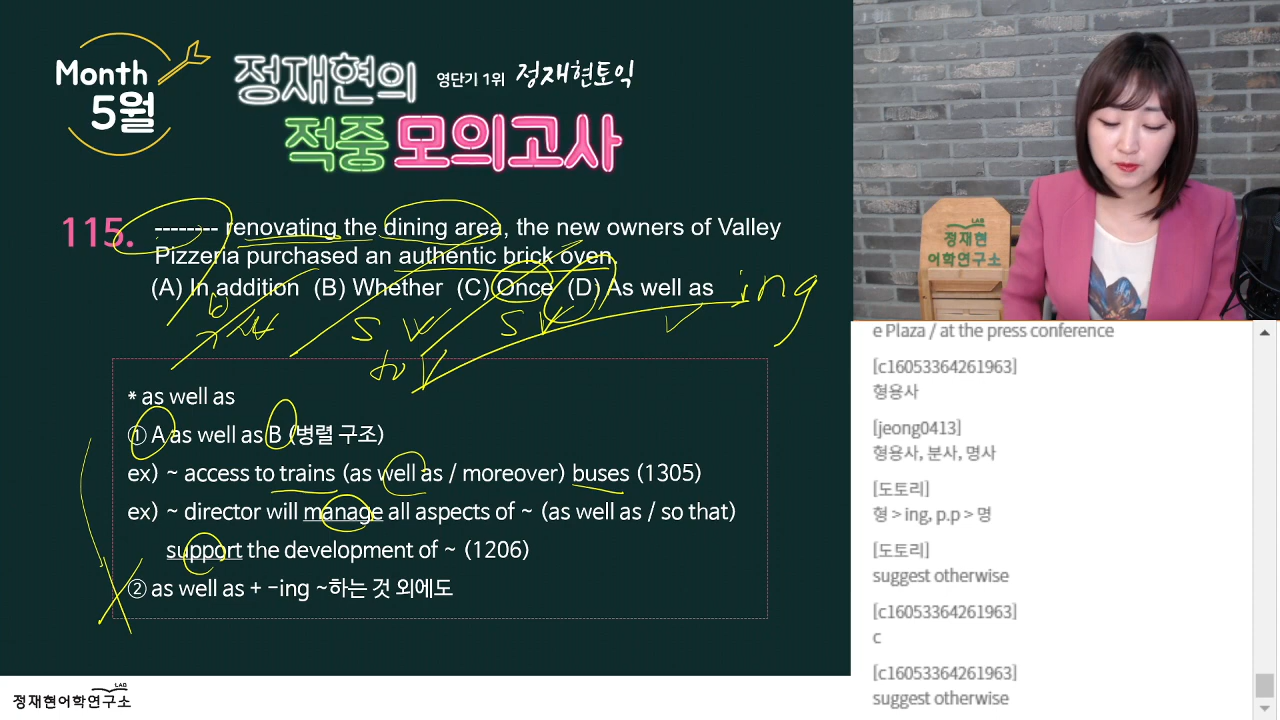 Month
5월
정재현의
영단기 1위 정재현토익
적중 모의고사
115. -------- renovating the dining area, the new owners of Valley
Pizzeria purchased an authentic brick oven.
(A) In addition (B) Whether (C) Once (D) As well as ing
to
* as well as
① A as well as B (병렬 구조)
ex) ~ access to trains (as well as / moreover) buses (1305)
ex) ~ director will manage all aspects of ~ (as well as / so that)
support the development of ~ (1206)
② as well as + -ing ~하는 것 외에도
LAB
정재현어학연구소
LAB
정재현
어학연구소
e Plaza / at the press conference
[c16053364261963]
형용사
[jeong0413]
형용사, 분사, 명사
[도토리]
형 > ing, p.p > 명
[도토리]
suggest otherwise
[c16053364261963]
c
[c16053364261963]
suggest otherwise